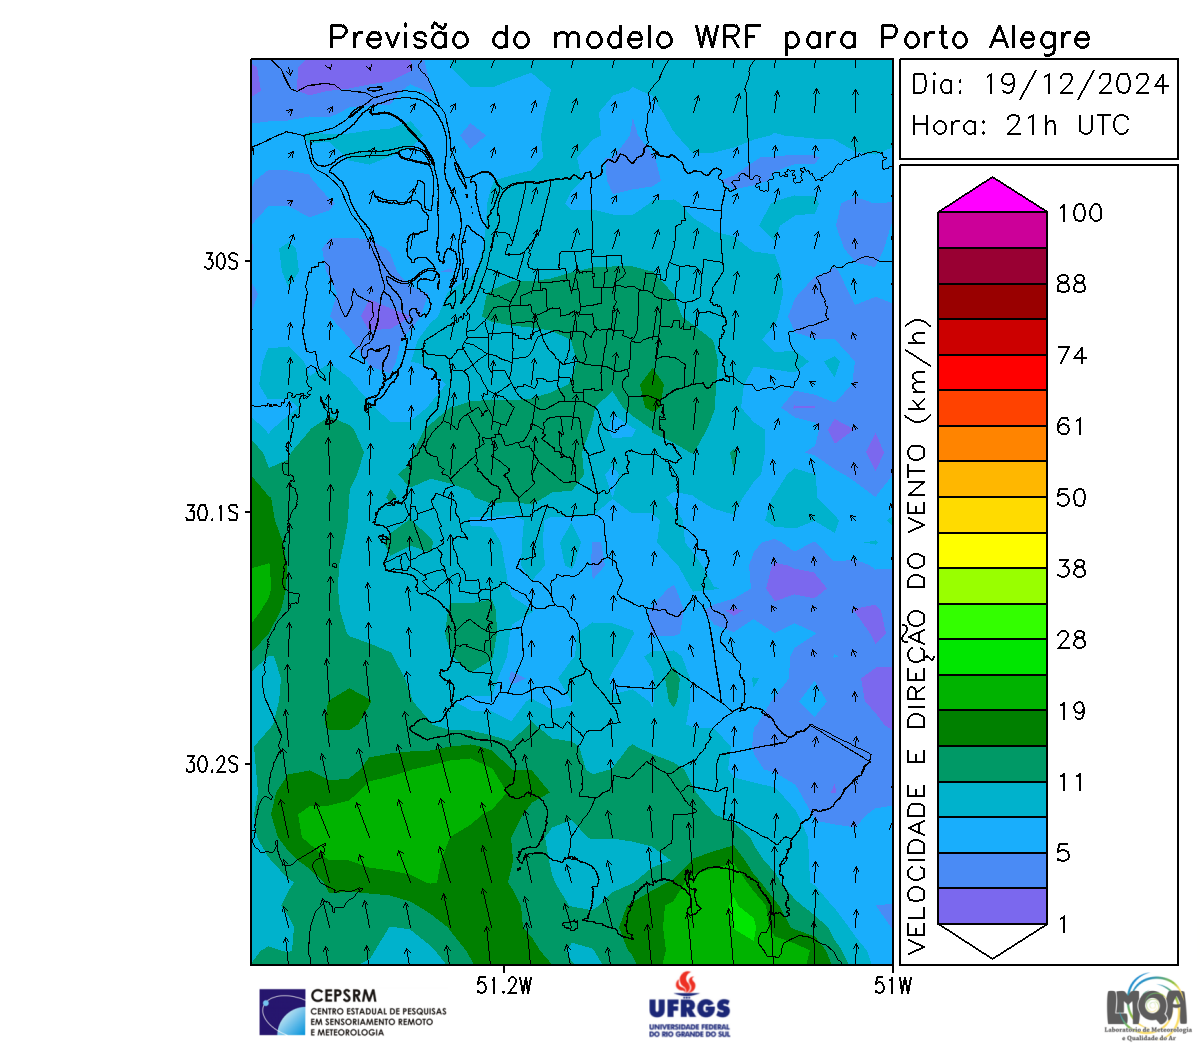 Previsão do modelo WRF para Porto Alegre
Dia: 19/12/2024
Hora: 21h UTC
30S
30.1S
30.2S
51.2W
51W
VELOCIDADE E DIREÇÃO DO VENTO (km/h)
100
88
74
61
50
38
28
19
11
5
1
CEPSRM
CENTRO ESTADUAL DE PESQUISAS
EM SENSORIAMENTO REMOTO
E METEOROLOGIA
UFRGS
UNIVERSIDADE FEDERAL
DO RIO GRANDE DO SUL
LMQA
Laboratório de Meteorologia
e Qualidade do Ar